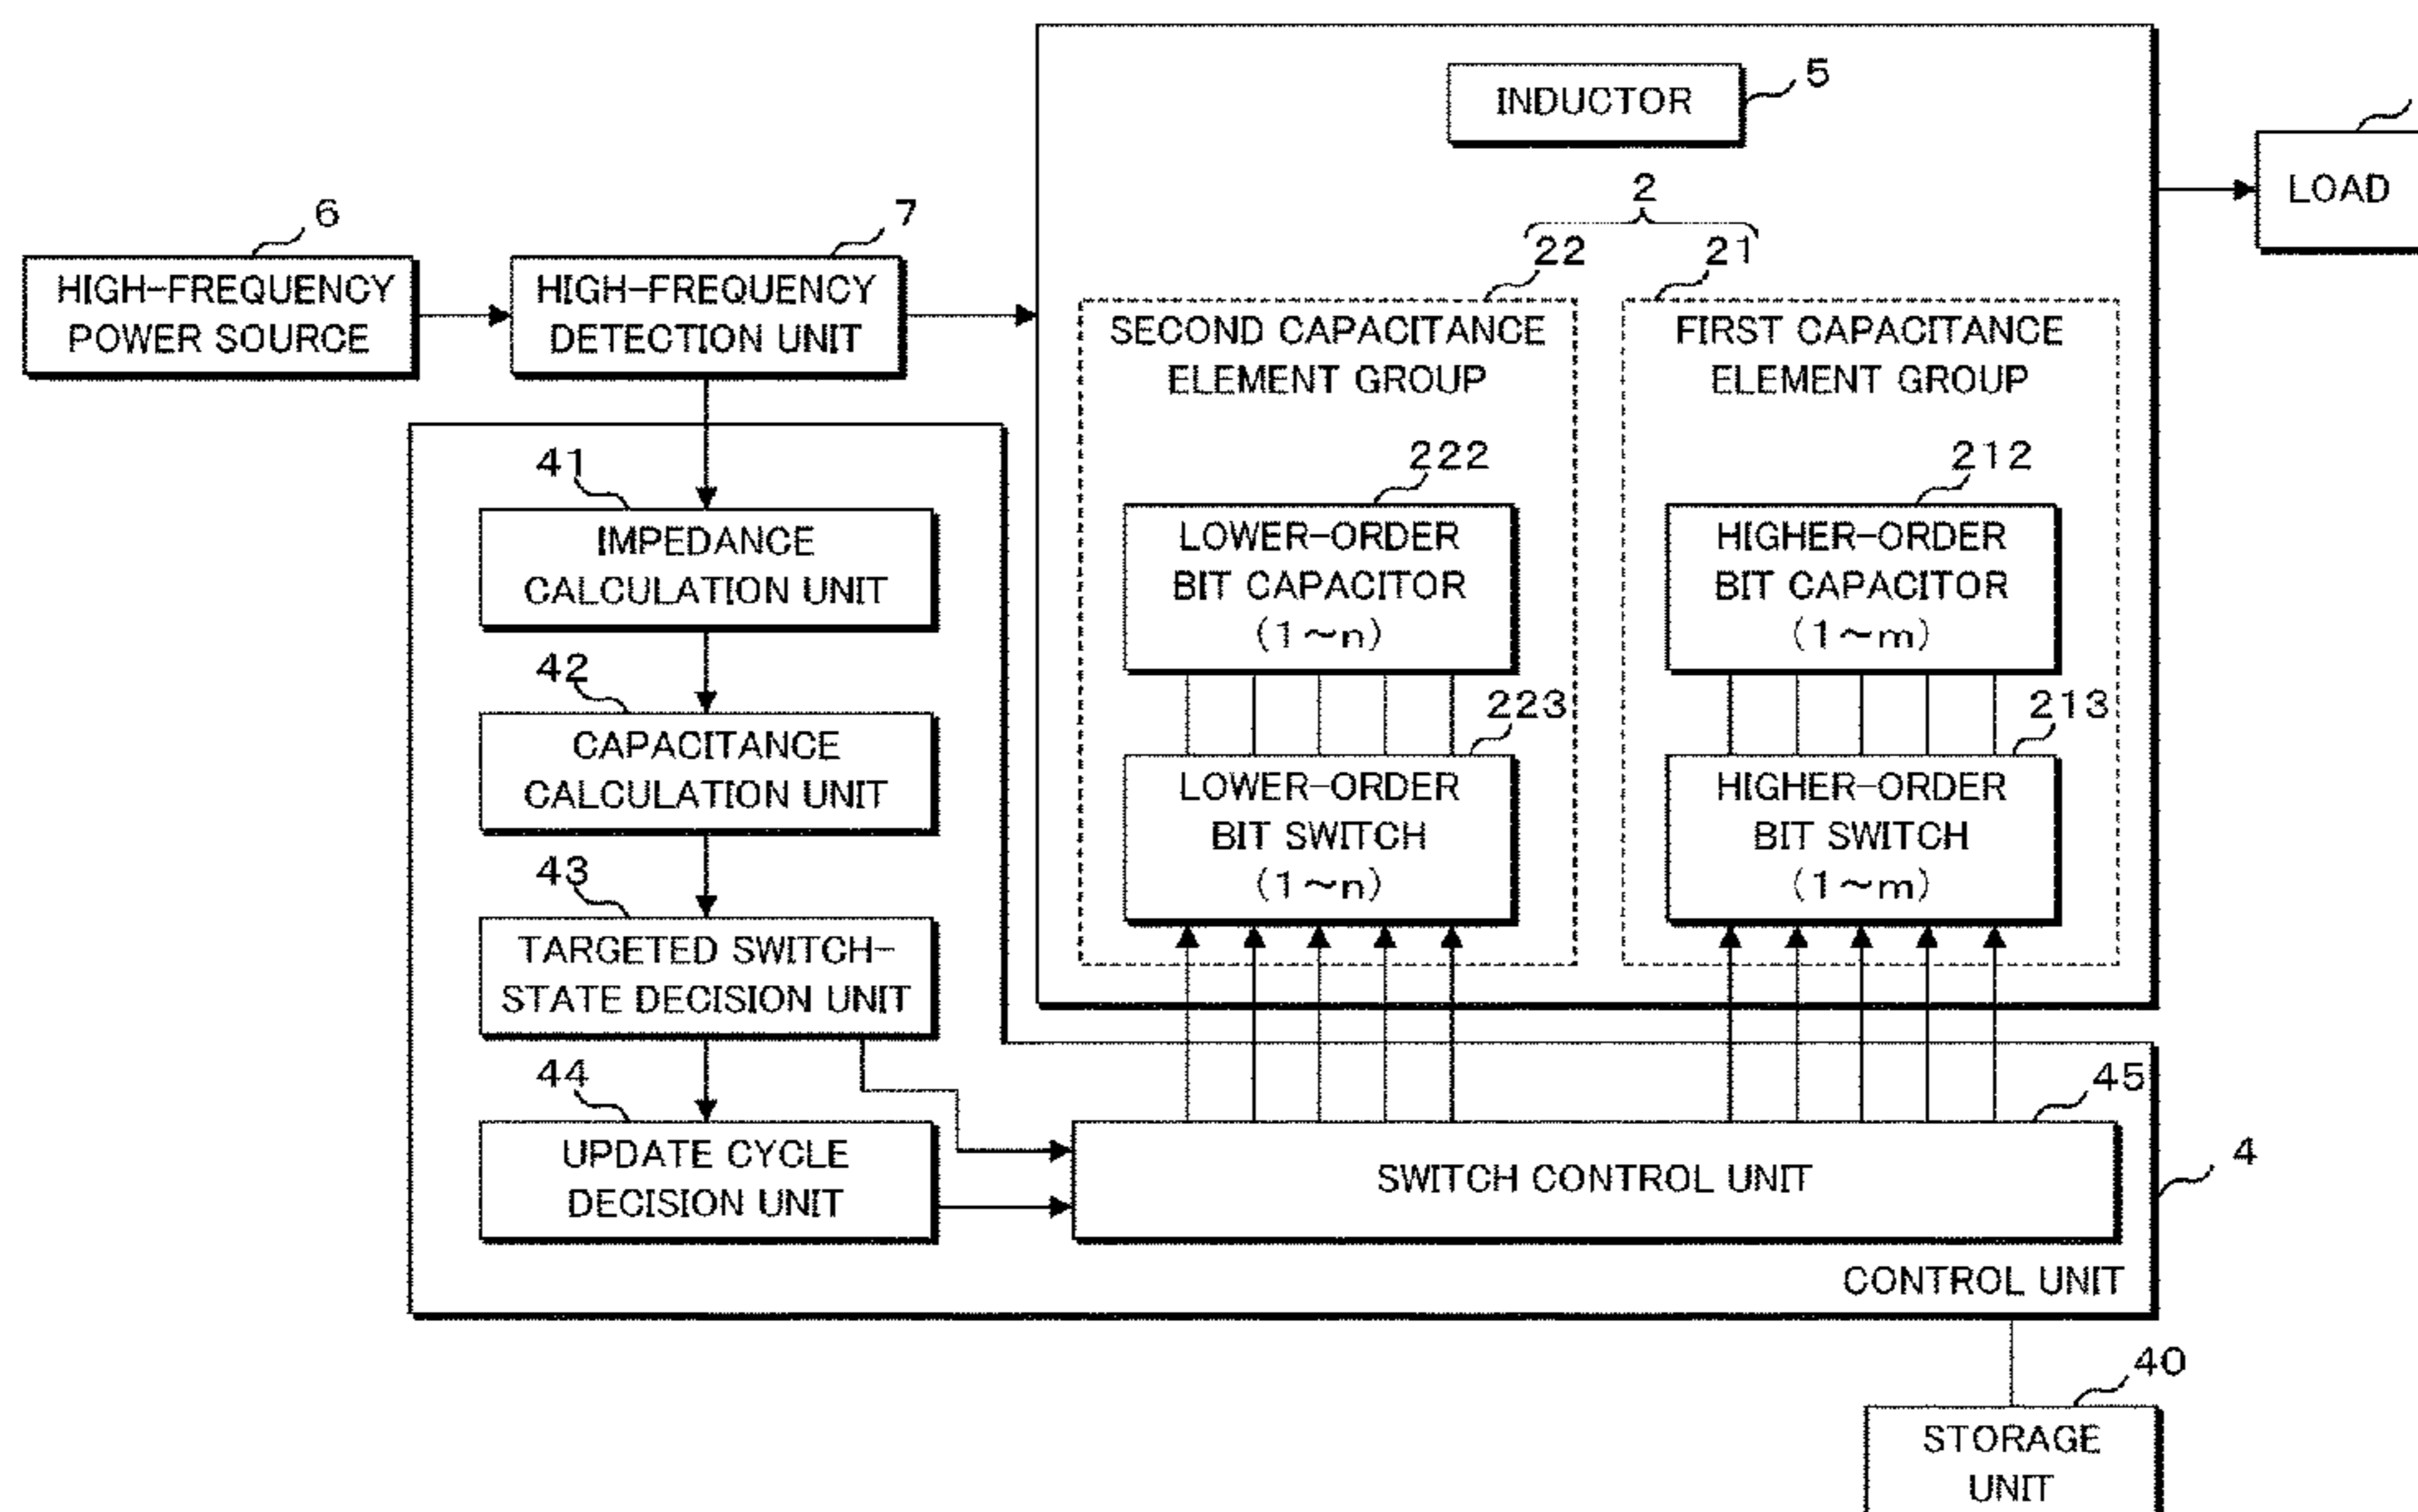 5
INDUCTOR
LOAD
2
6
7
22
21
HIGH-FREQUENCY
POWER SOURCE
HIGH-FREQUENCY
DETECTION UNIT
SECOND CAPACITANCE
ELEMENT GROUP
FIRST CAPACITANCE
ELEMENT GROUP
41
IMPEDANCE
CALCULATION UNIT
222
LOWER-ORDER
BIT CAPACITOR
(1~n)
212
HIGHER-ORDER
BIT CAPACITOR
(1~m)
42
CAPACITANCE
CALCULATION UNIT
223
LOWER-ORDER
BIT SWITCH
(1~n)
213
HIGHER-ORDER
BIT SWITCH
(1~m)
43
TARGETED SWITCH-
STATE DECISION UNIT
44
UPDATE CYCLE
DECISION UNIT
45
SWITCH CONTROL UNIT
4
CONTROL UNIT
40
STORAGE
UNIT